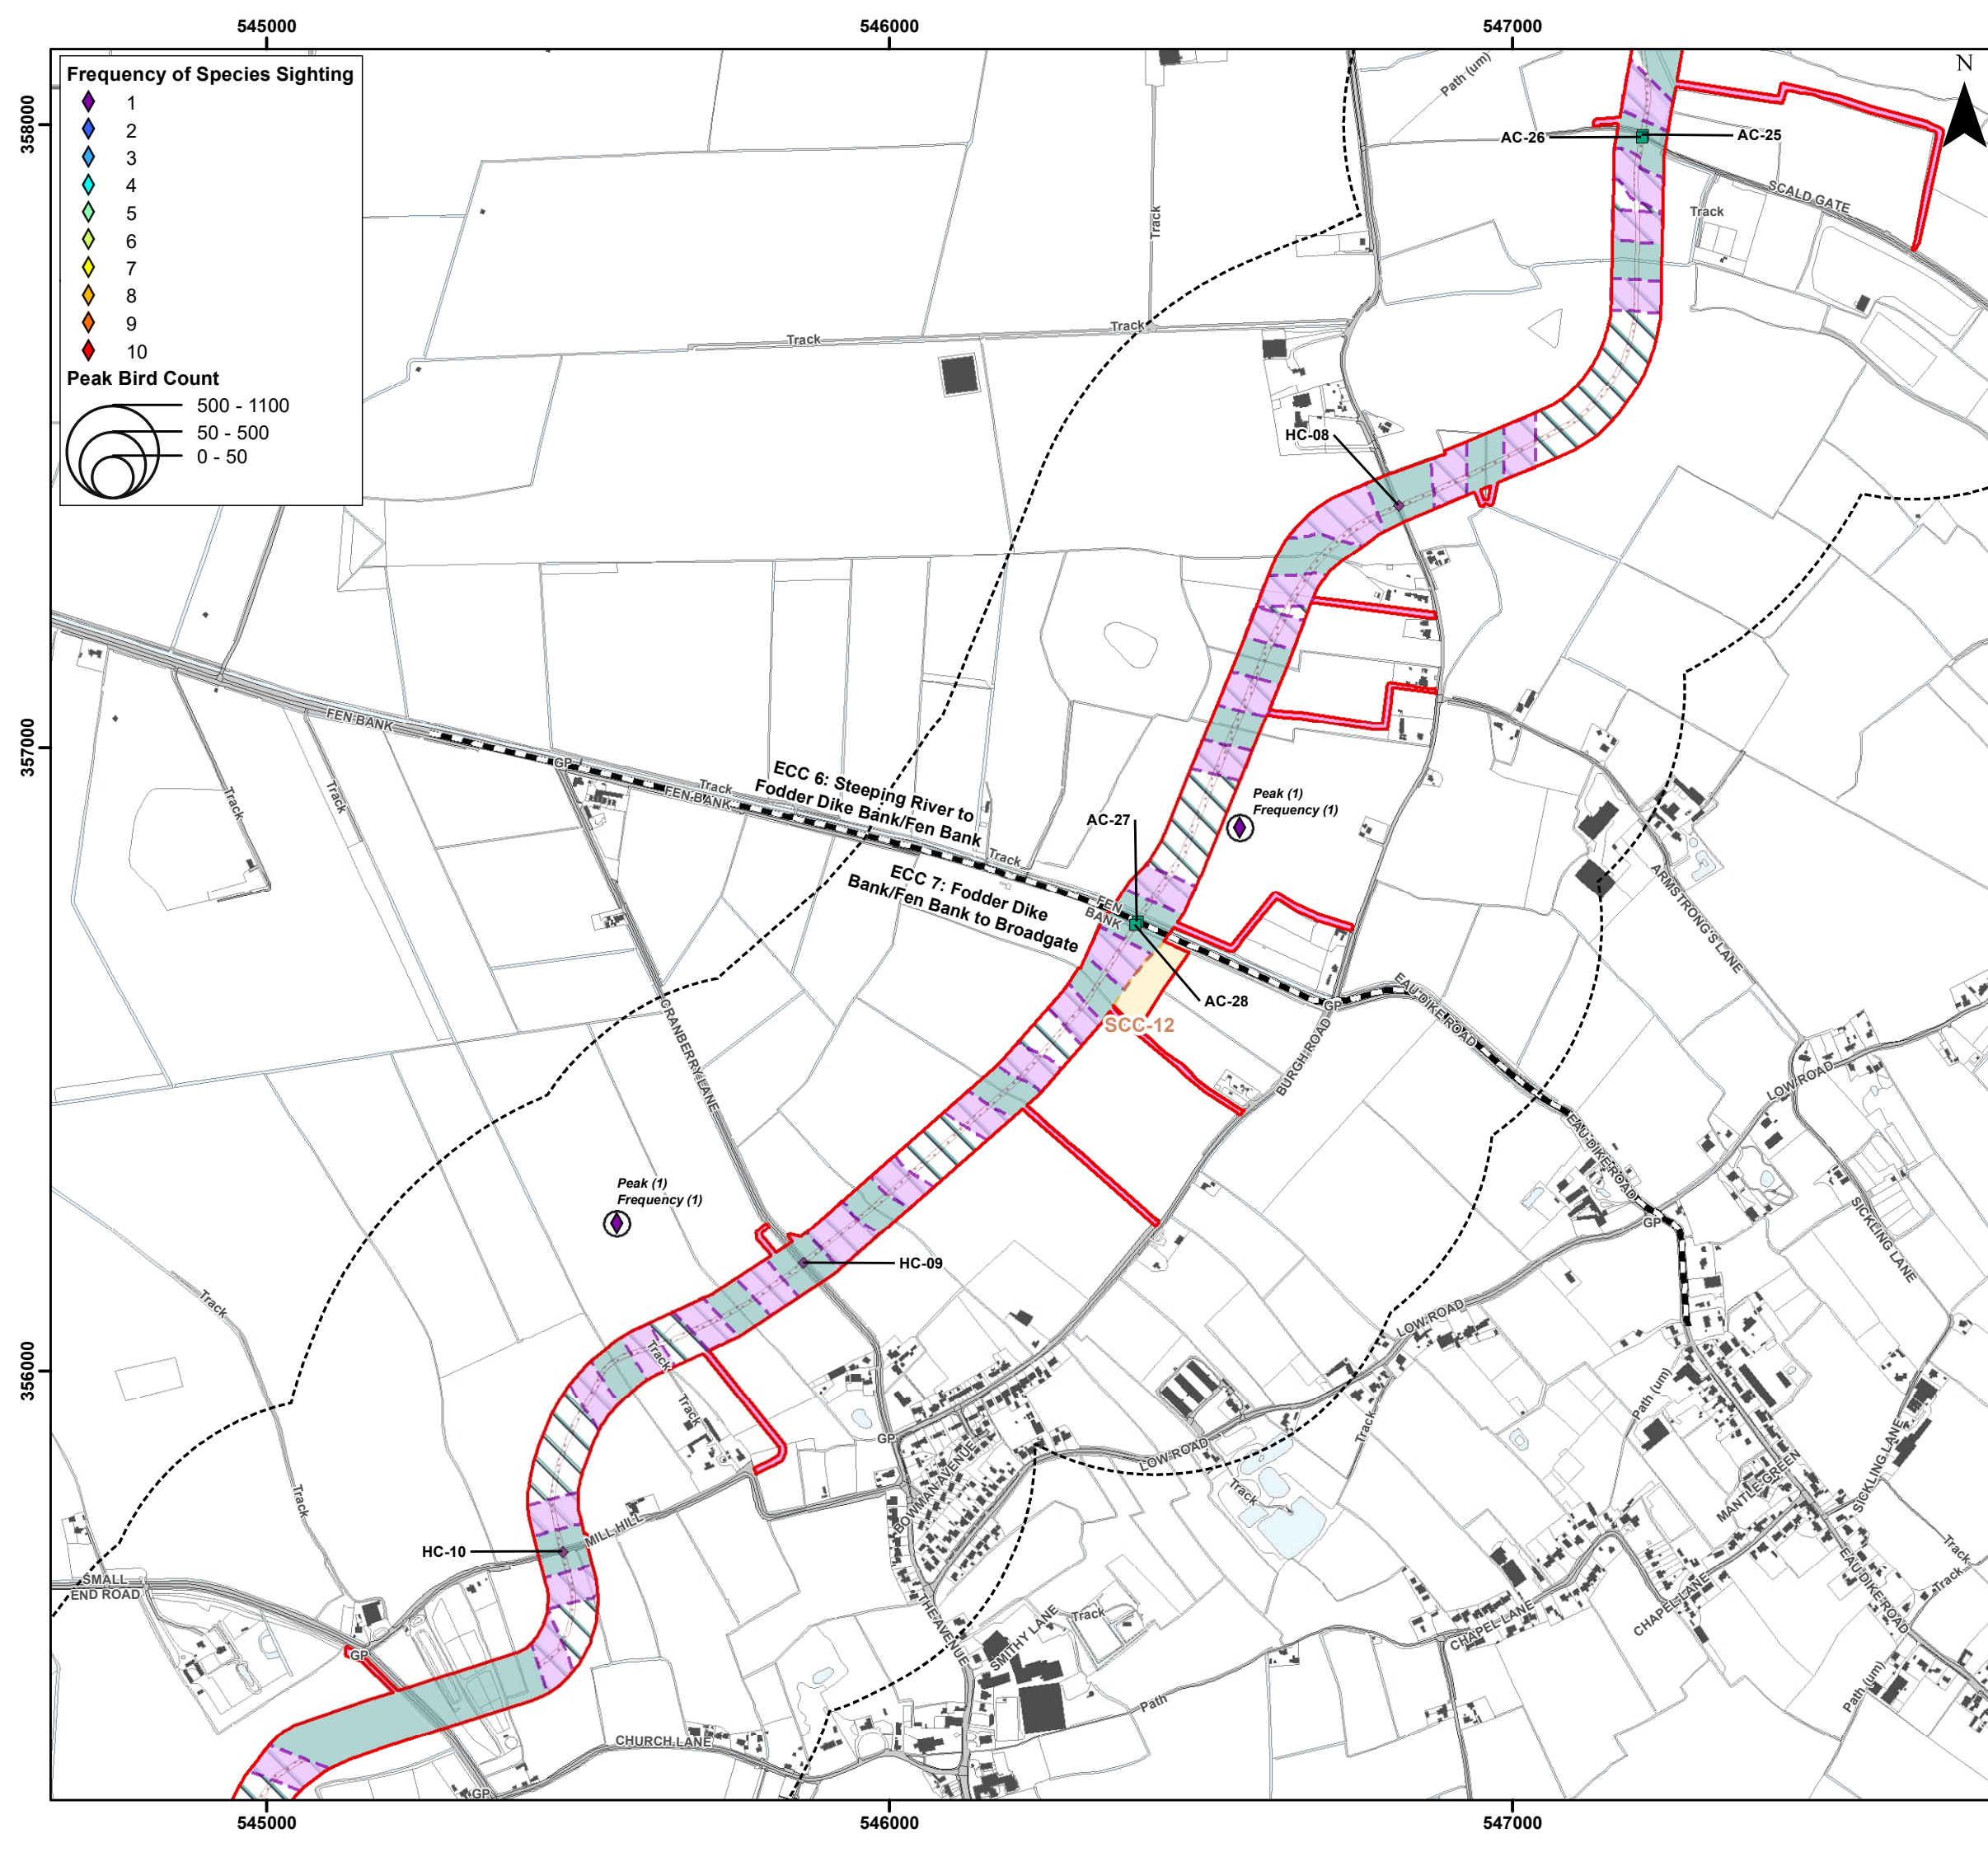 545000
546000
547000
N
358000
357000
356000
Frequency of Species Sighting
1
2
3
4
5
6
7
8
9
10
Peak Bird Count
500 - 1100
50 - 500
0 - 50
Path (um)
AC-26
AC-25
SCALD GATE
Track
Track
Track
Track
HC-08
FEN BANK
GP
Track
FEN BANK
Track
Track
ECC 6: Steeping River to
Fodder Dike Bank/Fen Bank
Track
Peak (1)
Frequency (1)
AC-27
ECC 7: Fodder Dike
Bank/Fen Bank to Broadgate
FEN
BANK
ARMSTRONG'S LANE
AC-28
SCC-12
GP
EAU DIKE ROAD
CRANBERRY LANE
BURGH ROAD
LOW ROAD
EAU DIKE ROAD
Peak (1)
Frequency (1)
GP
SICKLING LANE
HC-09
Track
LOW ROAD
Track
Track
Path (um)
Track
GP
LOW ROAD
BOWMAN AVENUE
Track
Track
MANTLE GREEN
SICKLING LANE
HC-10
MILL HILL
SMALL
END ROAD
THE AVENUE
SMITHY LANE
Track
CHAPEL LANE
CHAPEL LANE
EAU DIKE ROAD
Track
Track
GP
Path
Path (um)
CHURCH LANE
GP
545000
546000
547000